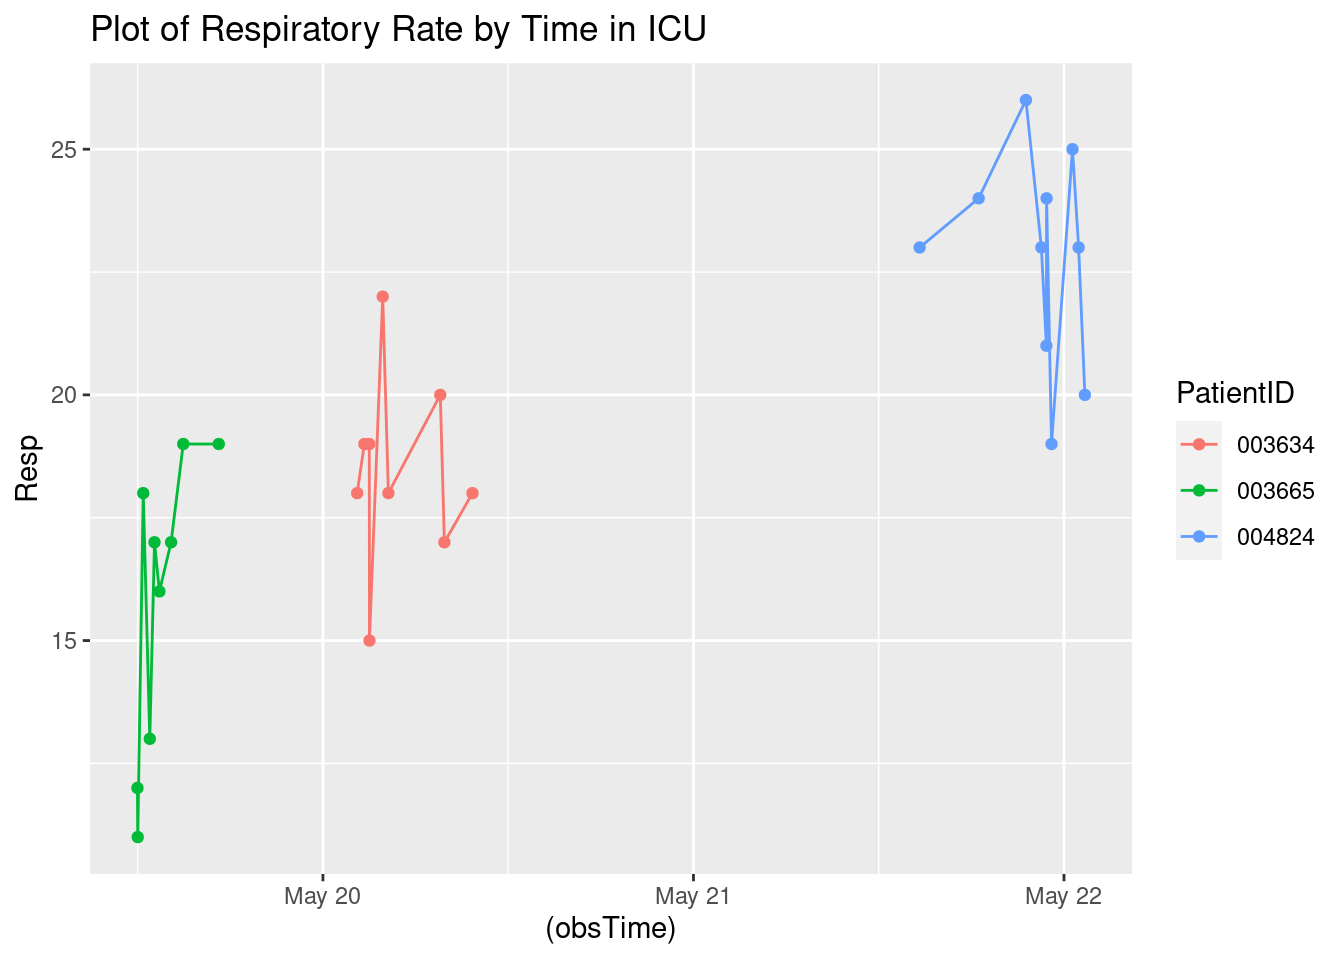 Plot of Respiratory Rate by Time in ICU
25
20
15
Resp
May 20
May 21
May 22
(obsTime)
PatientID
003634
003665
004824